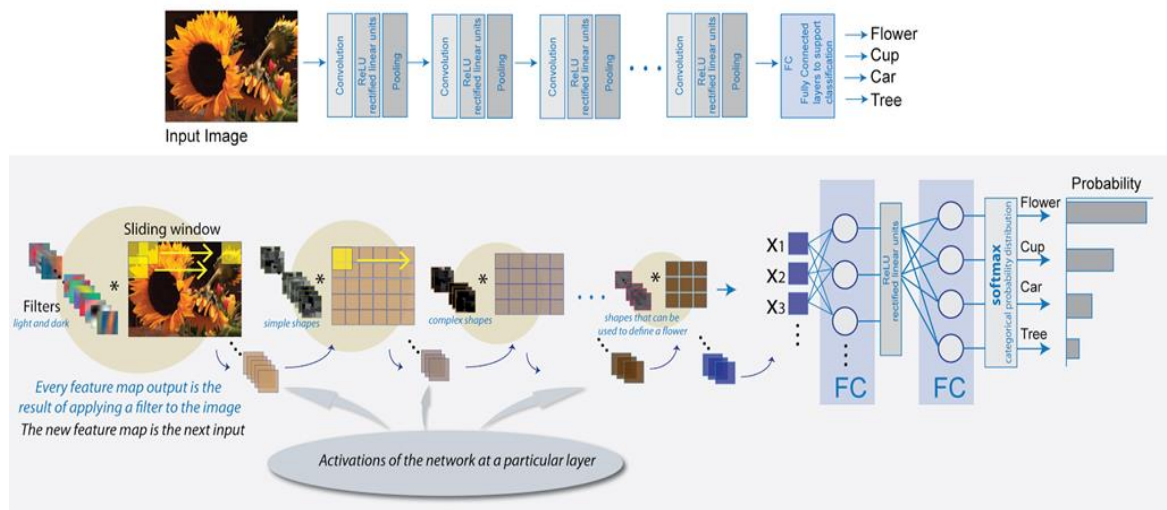 Input Image
Convolution
ReLU
rectified linear units
Pooling
Convolution
ReLU
rectified linear units
Pooling
Convolution
ReLU
rectified linear units
Pooling
Convolution
ReLU
rectified linear units
Pooling
FC
Fully Connected
layers to support
classification
Flower
Cup
Car
Tree
Filters
light and dark
*
Sliding window
simple shapes
*
complex shapes
*
shapes that can be
used to define a flower
*
X1
X2
X3
FC
ReLU
rectified linear units
FC
softmax
categorical probability distribution
Probability
Flower
Cup
Car
Tree
Every feature map output is the
result of applying a filter to the image
The new feature map is the next input
Activations of the network at a particular layer